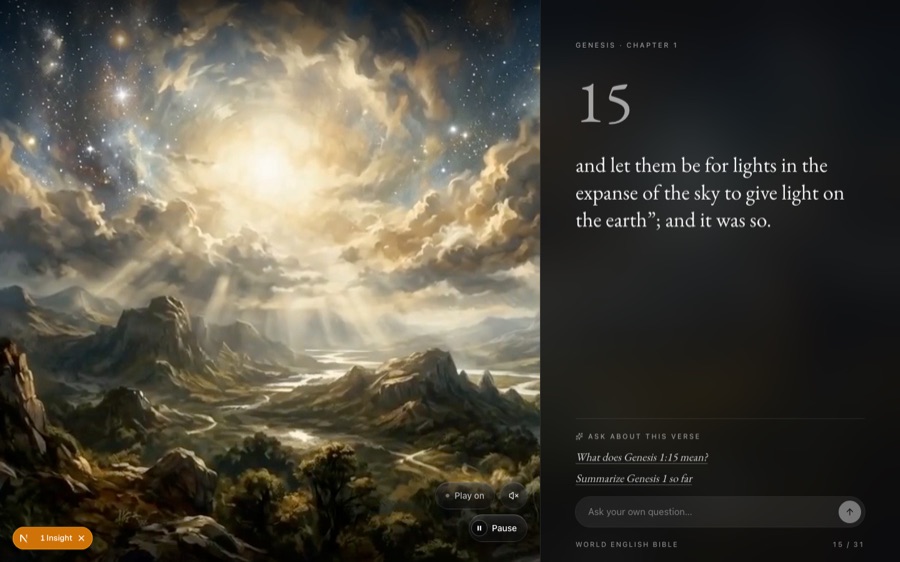 GENESIS · CHAPTER 1
15
and let them be for lights in the
expanse of the sky to give light on
the earth”; and it was so.
ASK ABOUT THIS VERSE
What does Genesis 1:15 mean?
Summarize Genesis 1 so far
Ask your own question...
WORLD ENGLISH BIBLE
15 / 31
Play on
Pause
N 1 Insight